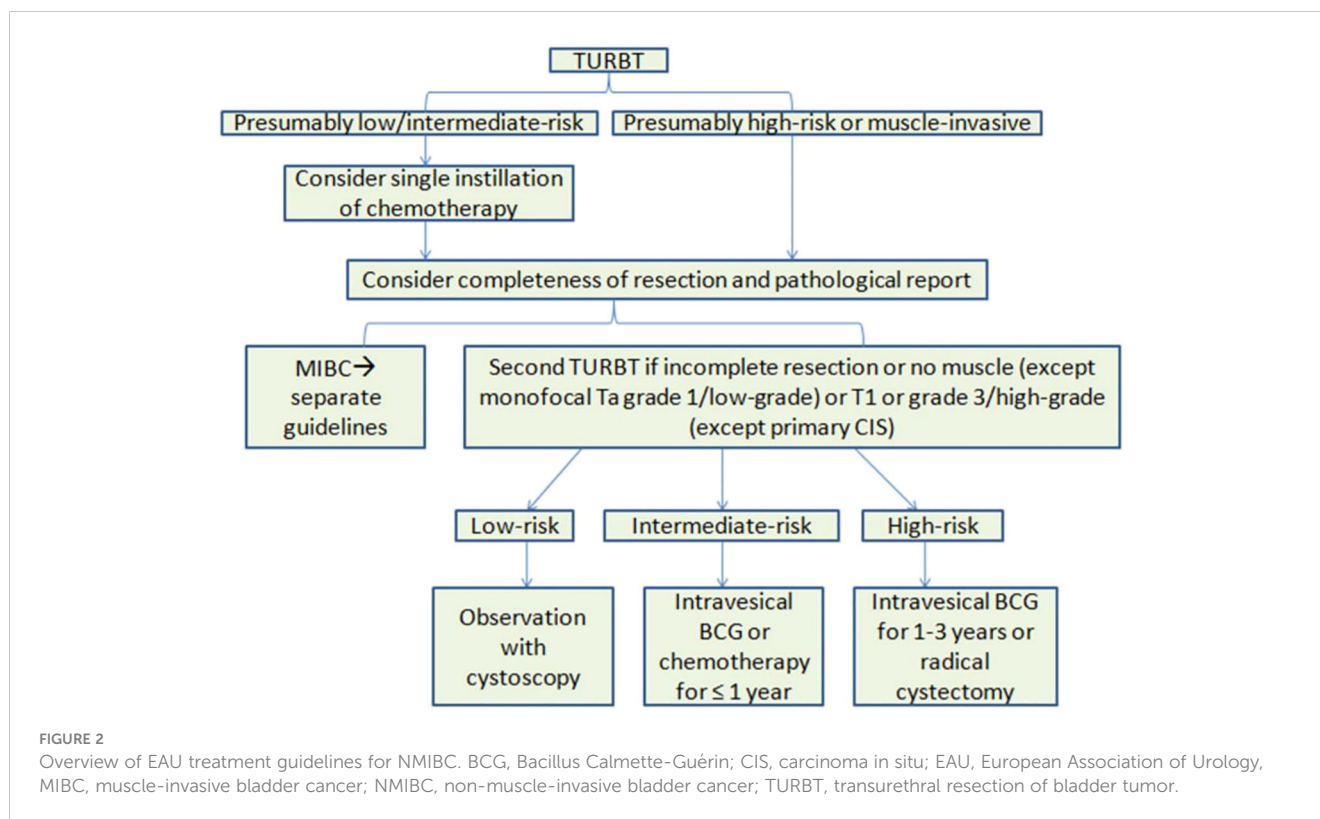 TURBT
Presumably low/intermediate-risk
Presumably high-risk or muscle-invasive
Consider single instillation
of chemotherapy
Consider completeness of resection and pathological report
MIBC→
separate
guidelines
Second TURBT if incomplete resection or no muscle (except
monofocal Ta grade 1/low-grade) or T1 or grade 3/high-grade
(except primary CIS)
Low-risk
Intermediate-risk
High-risk
Observation
with
cystoscopy
Intravesical
BCG or
chemotherapy
for ≤ 1 year
Intravesical BCG
for 1-3 years or
radical
cystectomy
FIGURE 2
Overview of EAU treatment guidelines for NMIBC. BCG, Bacillus Calmette-Guérin; CIS, carcinoma in situ; EAU, European Association of Urology,
MIBC, muscle-invasive bladder cancer; NMIBC, non-muscle-invasive bladder cancer; TURBT, transurethral resection of bladder tumor.